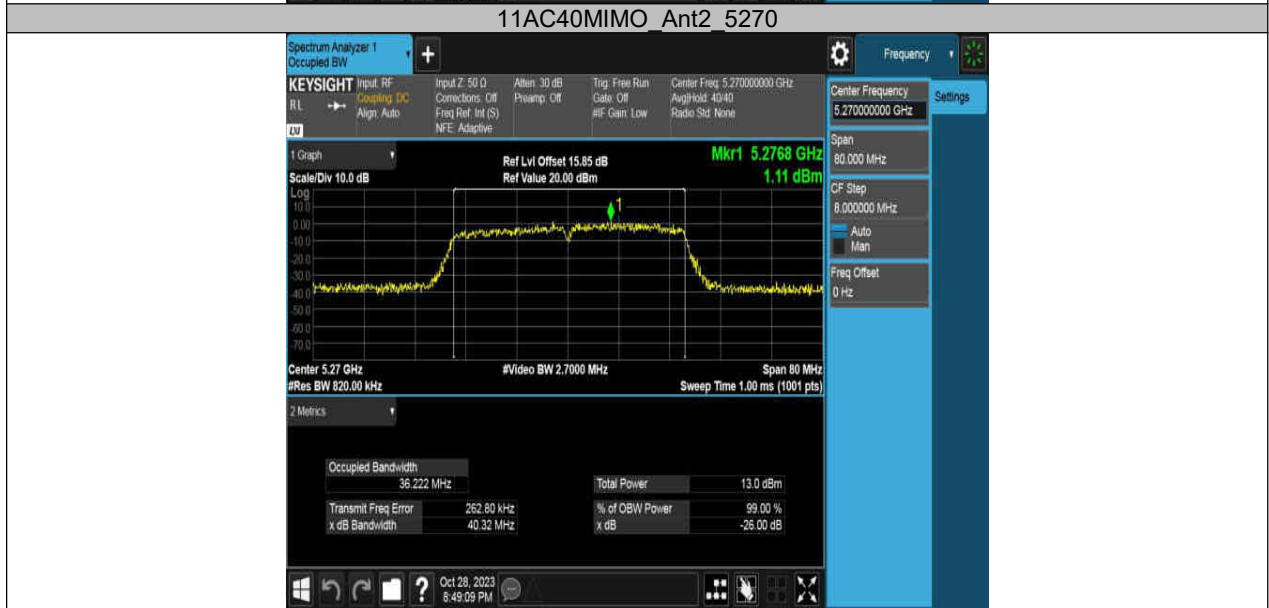 11AC40MIMO_Ant2_5270
Spectrum Analyzer 1
Occupied BW
+
Frequency
KEYSIGHT
RL
LXI
Input: RF
Coupling: DC
Align: Auto
Input Z: 50 Ω
Corrections: Off
Freq Ref: Int (S)
NFE: Adaptive
Atten: 30 dB
Preamp: Off
Trig: Free Run
Gate: Off
#IF Gain: Low
Center Freq: 5.270000000 GHz
Avg|Hold: 40/40
Radio Std: None
Center Frequency
5.270000000 GHz
Settings
Span
80.000 MHz
CF Step
8.000000 MHz
Auto
Man
Freq Offset
0 Hz
1 Graph
Scale/Div 10.0 dB
Ref Lvl Offset 15.85 dB
Ref Value 20.00 dBm
Mkr1 5.2768 GHz
1.11 dBm
Log
10.0
0.00
-10.0
-20.0
-30.0
-40.0
-50.0
-60.0
-70.0
1
Center 5.27 GHz
#Res BW 820.00 kHz
#Video BW 2.7000 MHz
Span 80 MHz
Sweep Time 1.00 ms (1001 pts)
2 Metrics
Occupied Bandwidth
36.222 MHz
Total Power 13.0 dBm
Transmit Freq Error 262.80 kHz
% of OBW Power 99.00 %
x dB Bandwidth 40.32 MHz
x dB -26.00 dB
?
Oct 28, 2023
8:49:09 PM